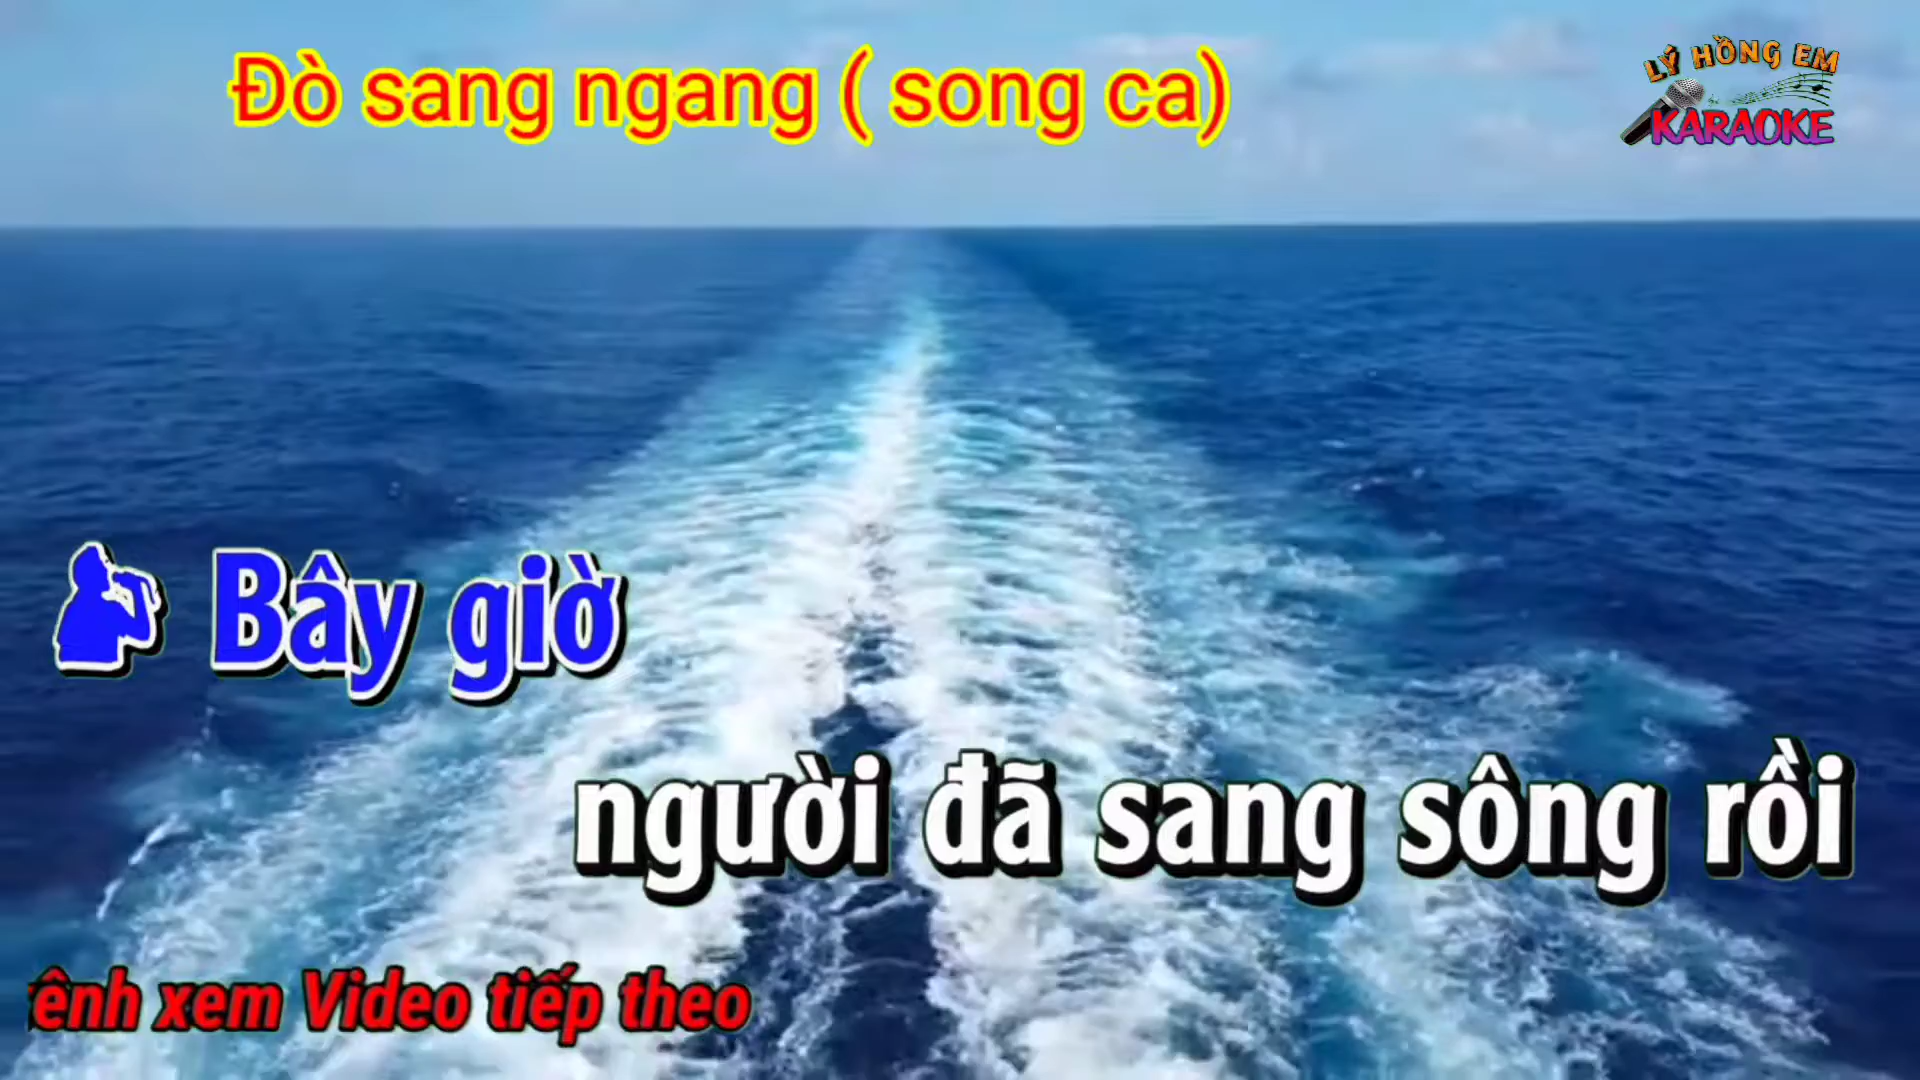 Đò sang ngang ( song ca)
LÝ HỒNG EM
KARAOKE
Bây giờ
người đã sang sông rồi
xem Video tiếp theo